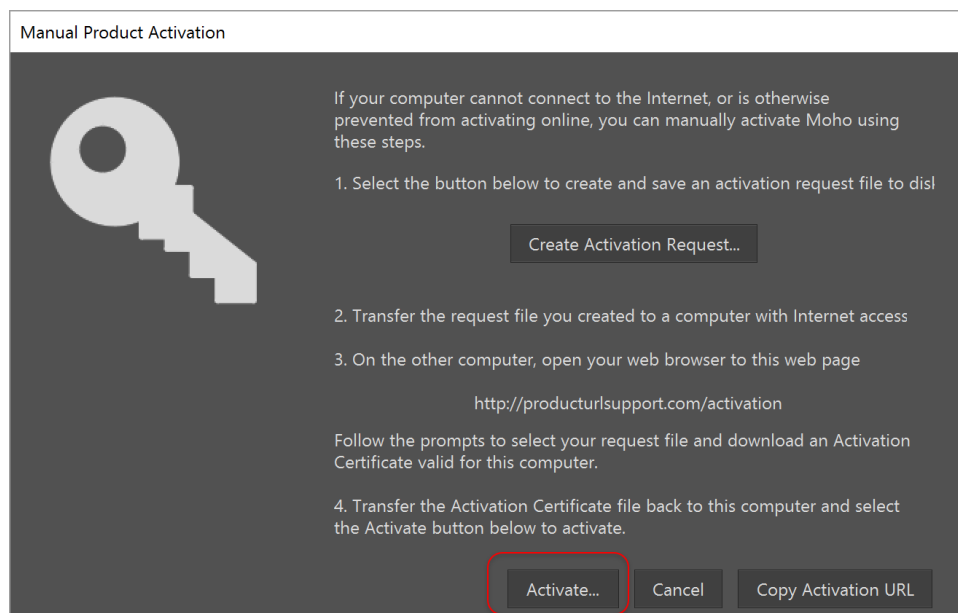 Manual Product Activation
If your computer cannot connect to the Internet, or is otherwise
prevented from activating online, you can manually activate Moho using
these steps.
1. Select the button below to create and save an activation request file to disk
Create Activation Request...
2. Transfer the request file you created to a computer with Internet access
3. On the other computer, open your web browser to this web page
http://producturlsupport.com/activation
Follow the prompts to select your request file and download an Activation
Certificate valid for this computer.
4. Transfer the Activation Certificate file back to this computer and select
the Activate button below to activate.
Activate... Cancel Copy Activation URL